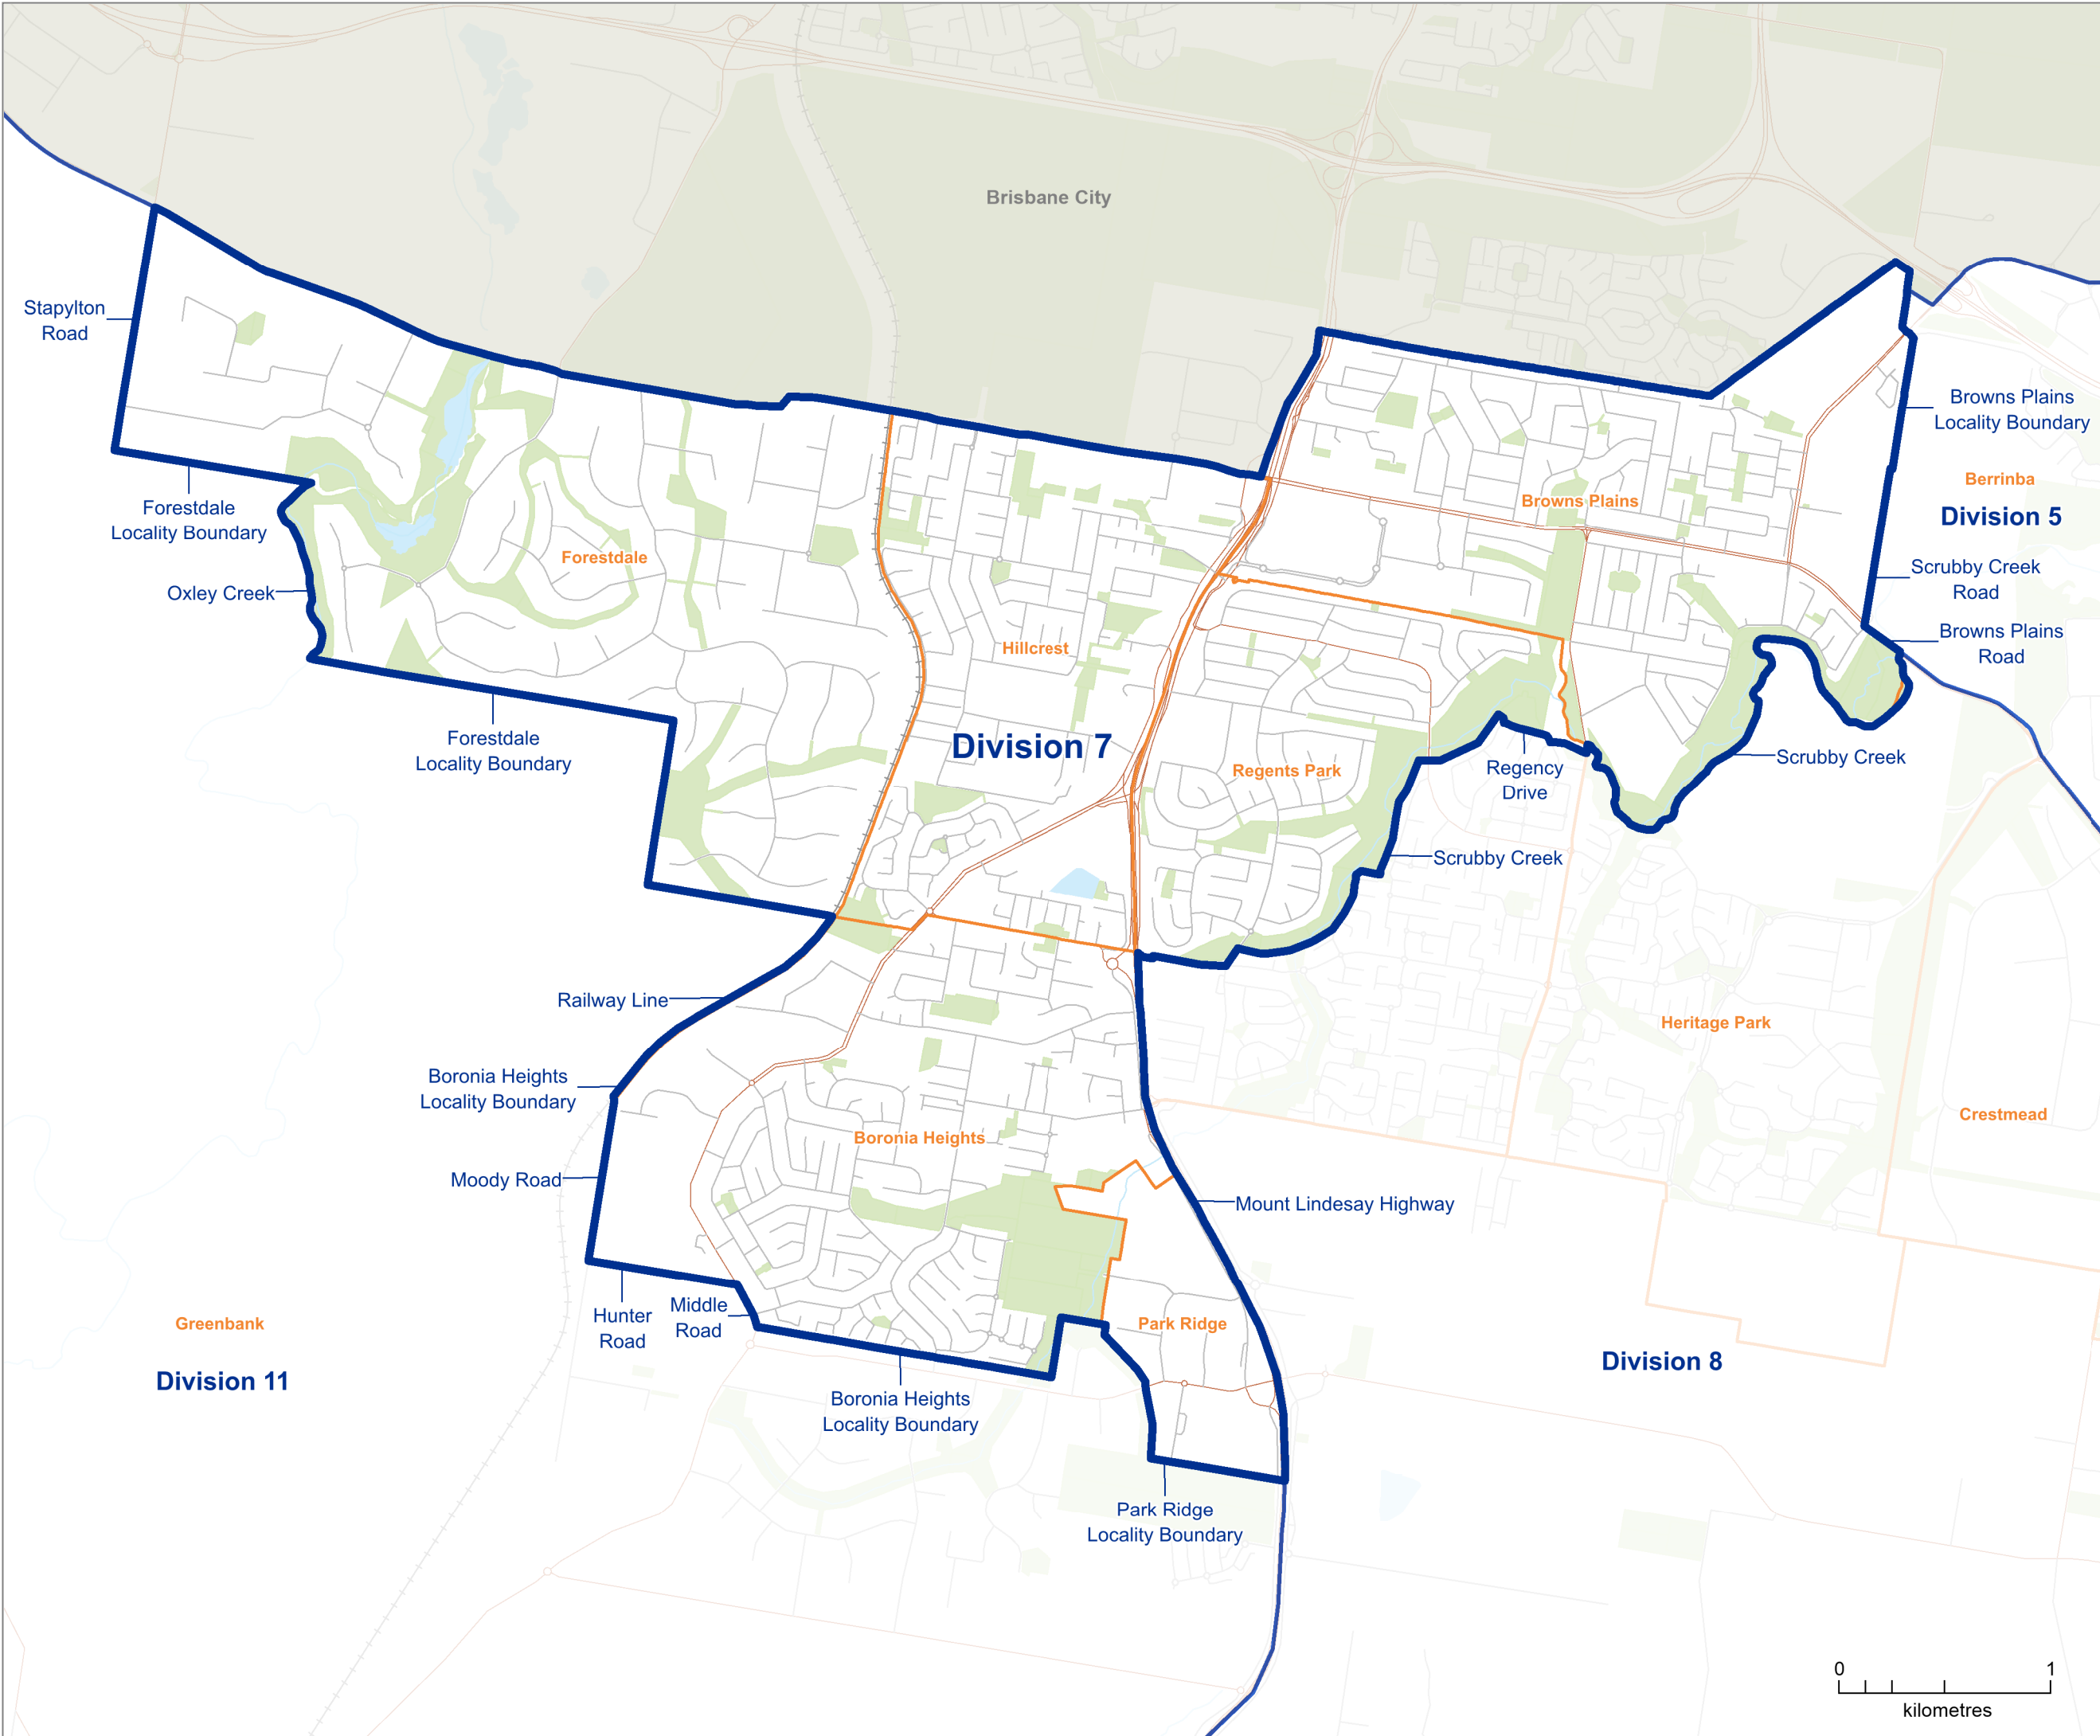 Brisbane City
Stapylton
Road
Browns Plains
Locality Boundary
Berrinba
Browns Plains
Division 5
Forestdale
Locality Boundary
Forestdale
Scrubby Creek
Road
Oxley Creek
Browns Plains
Road
Hillcrest
Forestdale
Locality Boundary
Division 7
Regents Park
Regency
Drive
Scrubby Creek
Scrubby Creek
Railway Line
Heritage Park
Boronia Heights
Locality Boundary
Crestmead
Boronia Heights
Moody Road
Mount Lindesay Highway
Hunter
Road
Middle
Road
Greenbank
Park Ridge
Division 11
Division 8
Boronia Heights
Locality Boundary
Park Ridge
Locality Boundary
0 1
kilometres